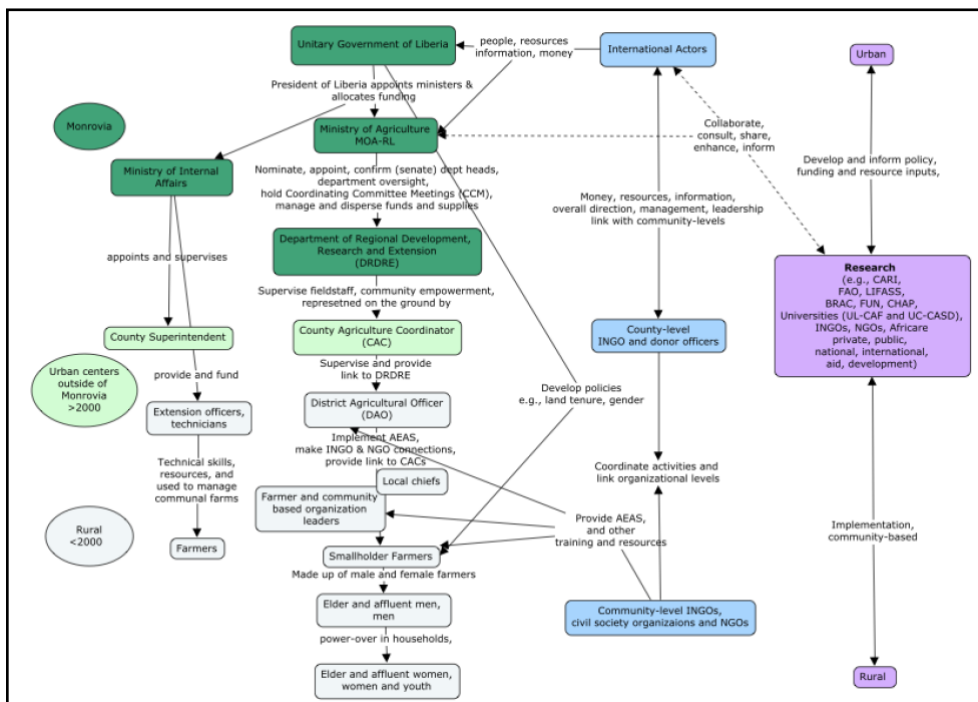 Unitary Government of Liberia
people, reosurces
information, money
International Actors
Urban
President of Liberia appoints ministers &
allocates funding
Monrovia
Ministry of Agriculture
MOA-RL
Collaborate,
consult, share,
enhance, inform
Ministry of Internal
Affairs
Nominate, appoint, confirm (senate) dept heads,
department oversight,
hold Coordinating Committee Meetings (CCM),
manage and disperse funds and supplies
Develop and inform policy,
funding and resource inputs,
Money, resources, information,
overall direction, management, leadership
link with community-levels
appoints and supervises
Department of Regional Development,
Research and Extension
(DRDRE)
Research
(e.g., CARI,
FAO, LIFASS,
BRAC, FUN, CHAP,
Universities (UL-CAF and UC-CASD),
INGOs, NGOs, Africare
private, public,
national, international,
aid, development)
Supervise fieldstaff, community empowerment,
represetned on the ground by
County Superintendent
County Agriculture Coordinator
(CAC)
County-level
INGO and donor officers
Urban centers
outside of
Monrovia
>2000
provide and fund
Supervise and provide
link to DRDRE
Develop policies
e.g., land tenure, gender
Extension officers,
technicians
District Agricultural Officer
(DAO)
Implement AEAS,
make INGO & NGO connections,
provide link to CACs
Technical skills,
resources, and
used to manage
communal farms
Coordinate activities and
link organizational levels
Local chiefs
Farmer and community
based organization
leaders
Rural
<2000
Provide AEAS,
and other
training and resources
Implementation,
community-based
Farmers
Smallholder Farmers
Made up of male and female farmers
Elder and affluent men,
men
Community-level INGOs,
civil society organizaions and NGOs
power-over in households,
Elder and affluent women,
women and youth
Rural